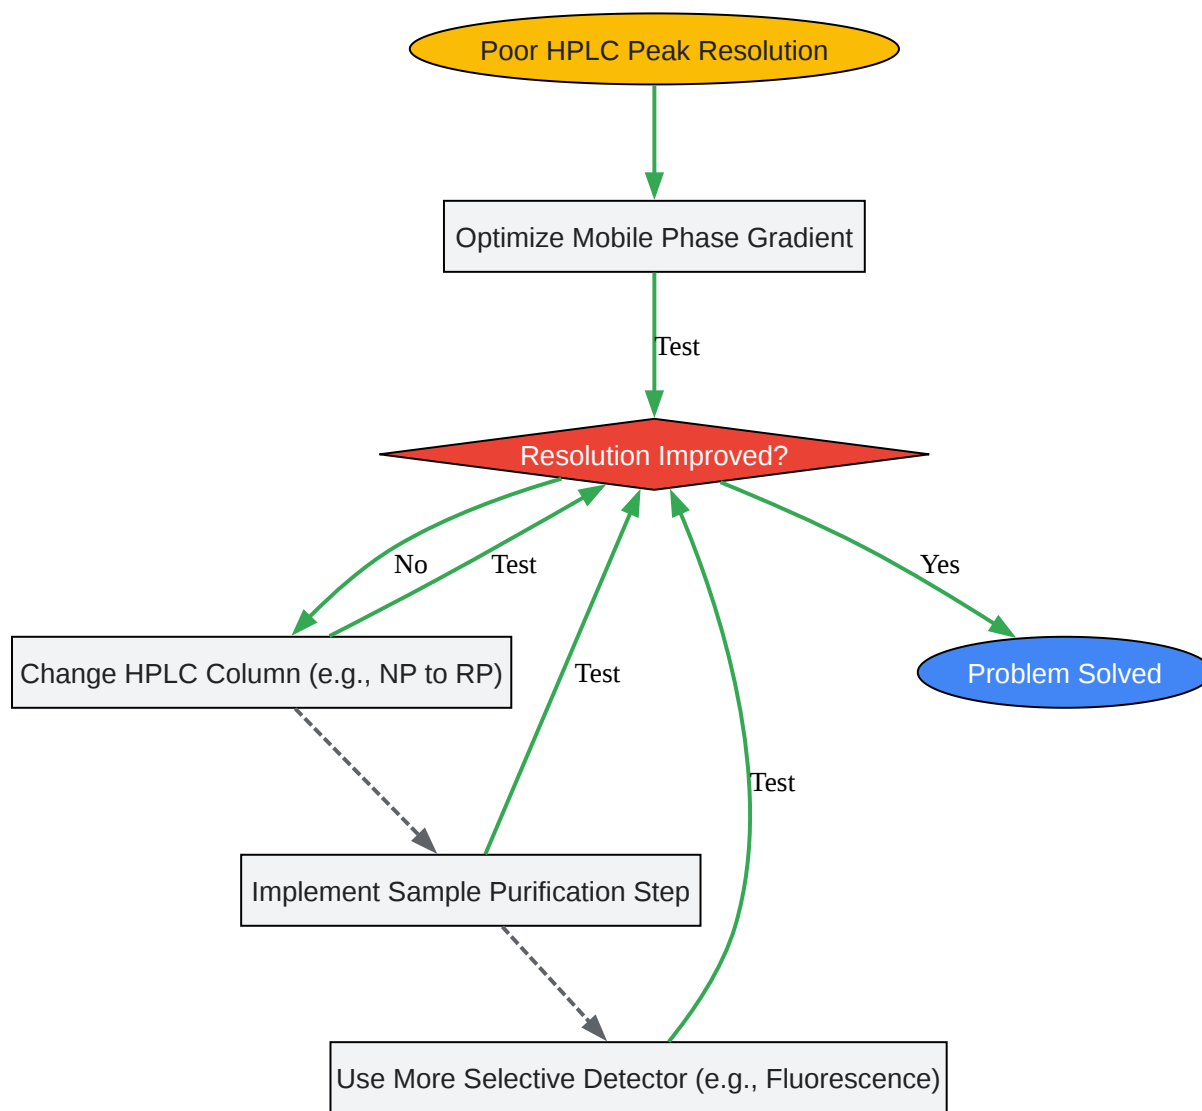 Poor HPLC Peak Resolution
Optimize Mobile Phase Gradient
Test
Resolution Improved?
No
Test
Yes
Change HPLC Column (e.g., NP to RP)
Test
Problem Solved
Test
Implement Sample Purification Step
Use More Selective Detector (e.g., Fluorescence)